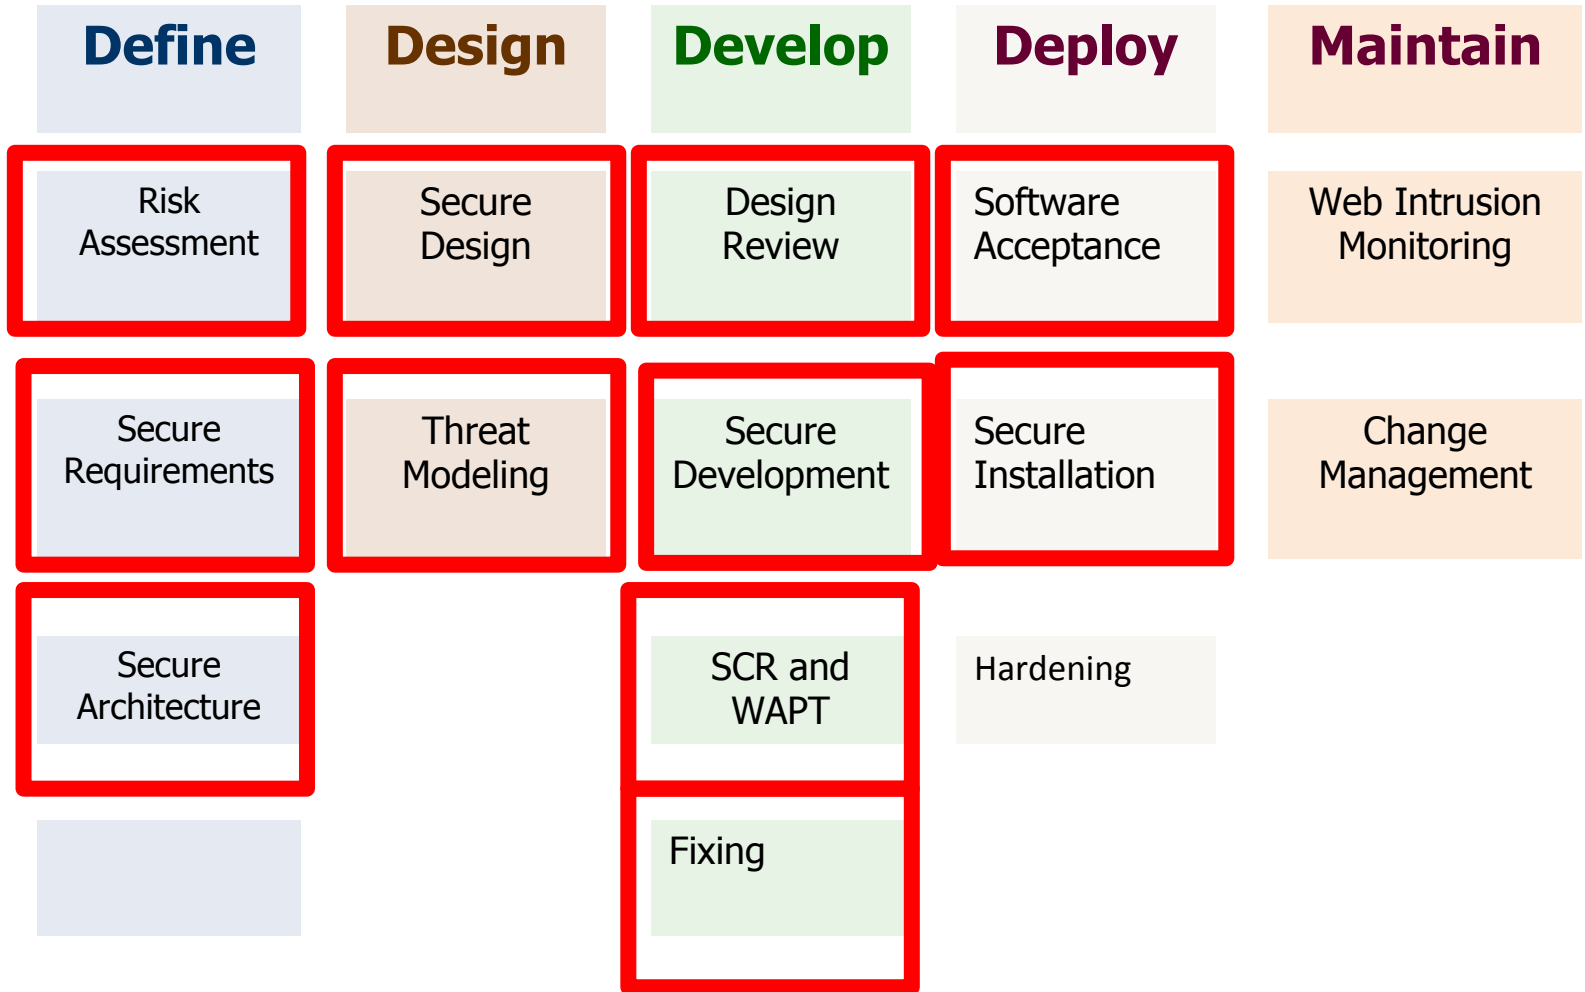 Define
Design
Develop
Deploy
Maintain
Risk
Assessment
Secure
Design
Design
Review
Software
Acceptance
Web Intrusion
Monitoring
Secure
Requirements
Threat
Modeling
Secure
Development
Secure
Installation
Change
Management
Secure
Architecture
SCR and
WAPT
Hardening
Fixing